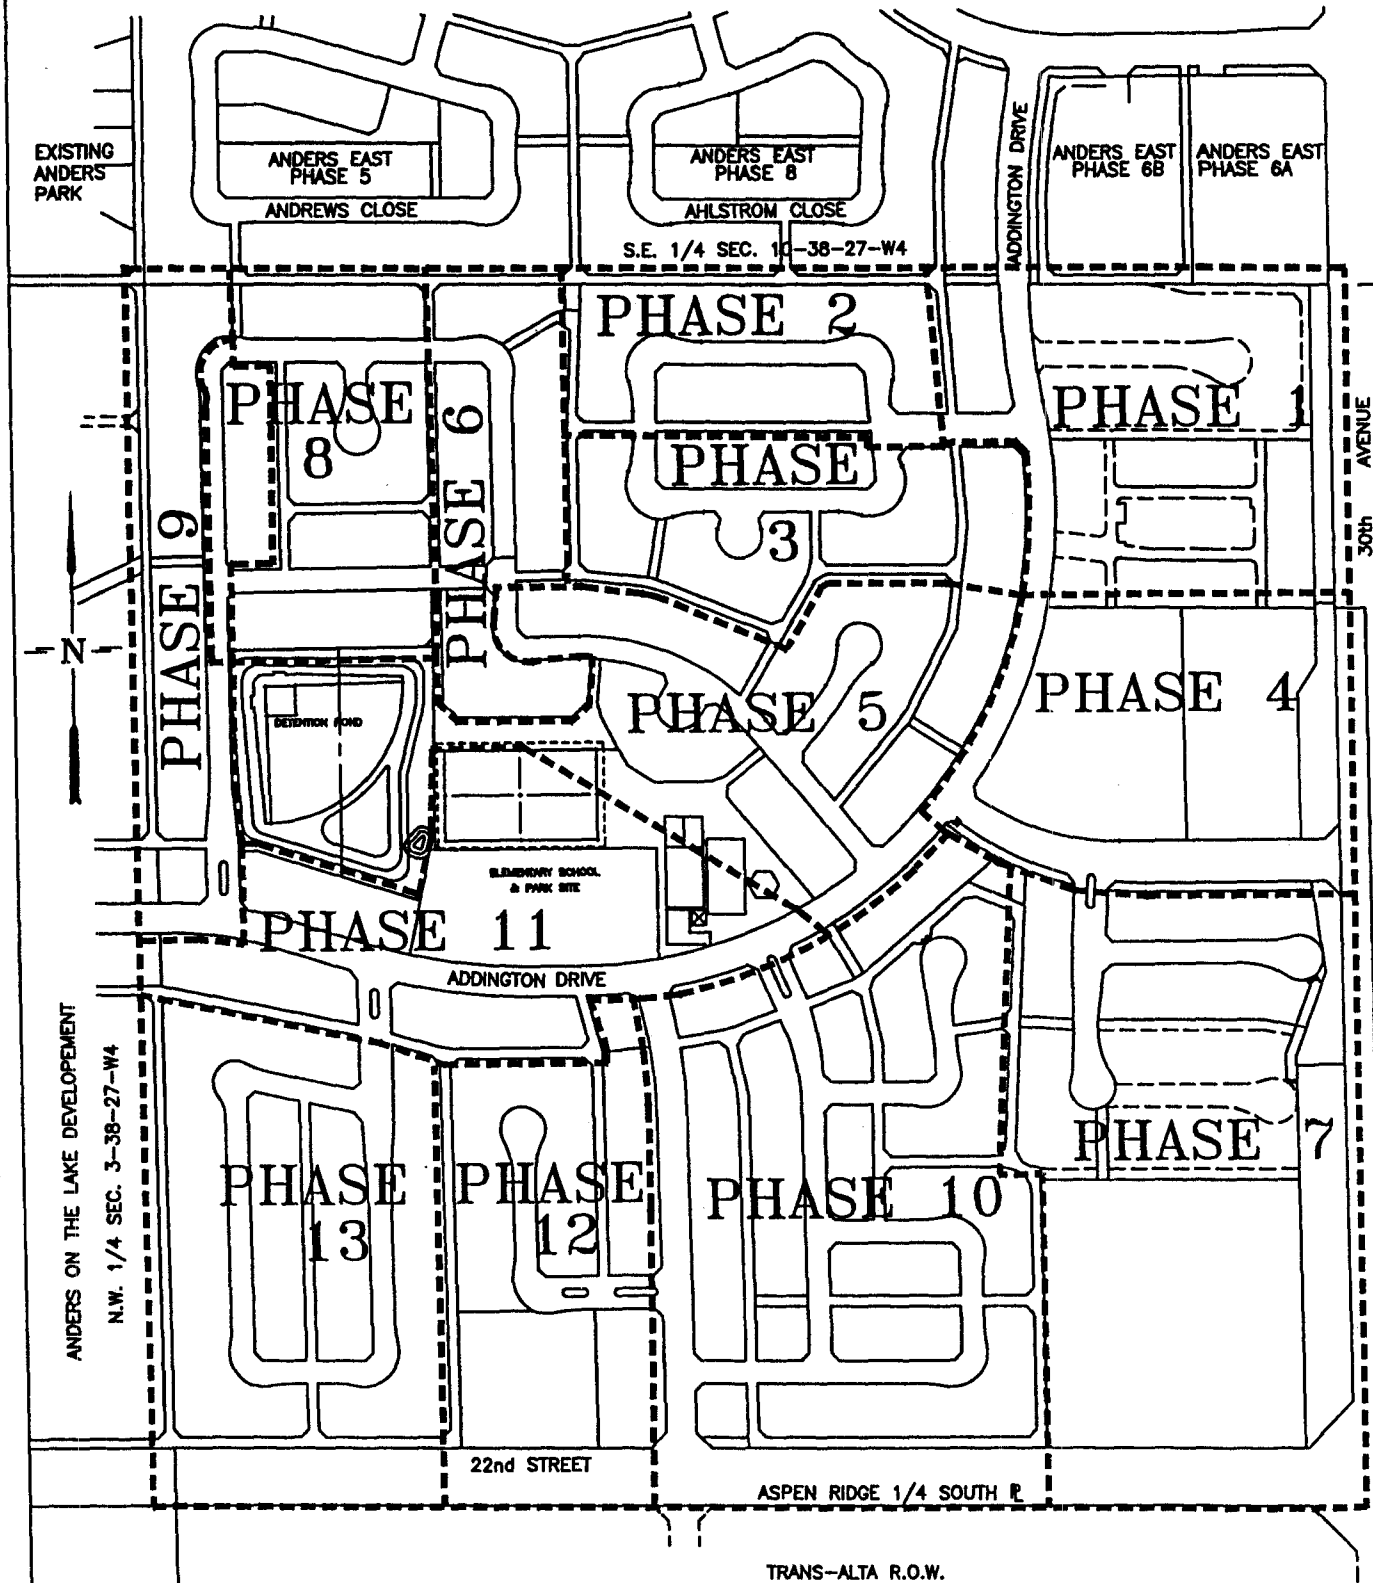 EXISTING
ANDERS
PARK
ANDERS EAST
PHASE 5
ANDREWS CLOSE
ANDERS EAST
PHASE 8
AHLSTROM CLOSE
S.E. 1/4 SEC. 10-38-27-W4
ADDINGTON DRIVE
ANDERS EAST
PHASE 6B
ANDERS EAST
PHASE 6A
PHASE 2
PHASE 1
30th AVENUE
PHASE
8
PHASE 6
PHASE
3
PHASE 9
N
PHASE 4
PHASE 5
DETENTION POND
ELEMENTARY SCHOOL
& PARK SITE
PHASE 11
ADDINGTON DRIVE
ANDERS ON THE LAKE DEVELOPEMENT
N.W. 1/4 SEC. 3-38-27-W4
PHASE 7
PHASE
13
PHASE
12
PHASE 10
22nd STREET
ASPEN RIDGE 1/4 SOUTH PL
TRANS-ALTA R.O.W.